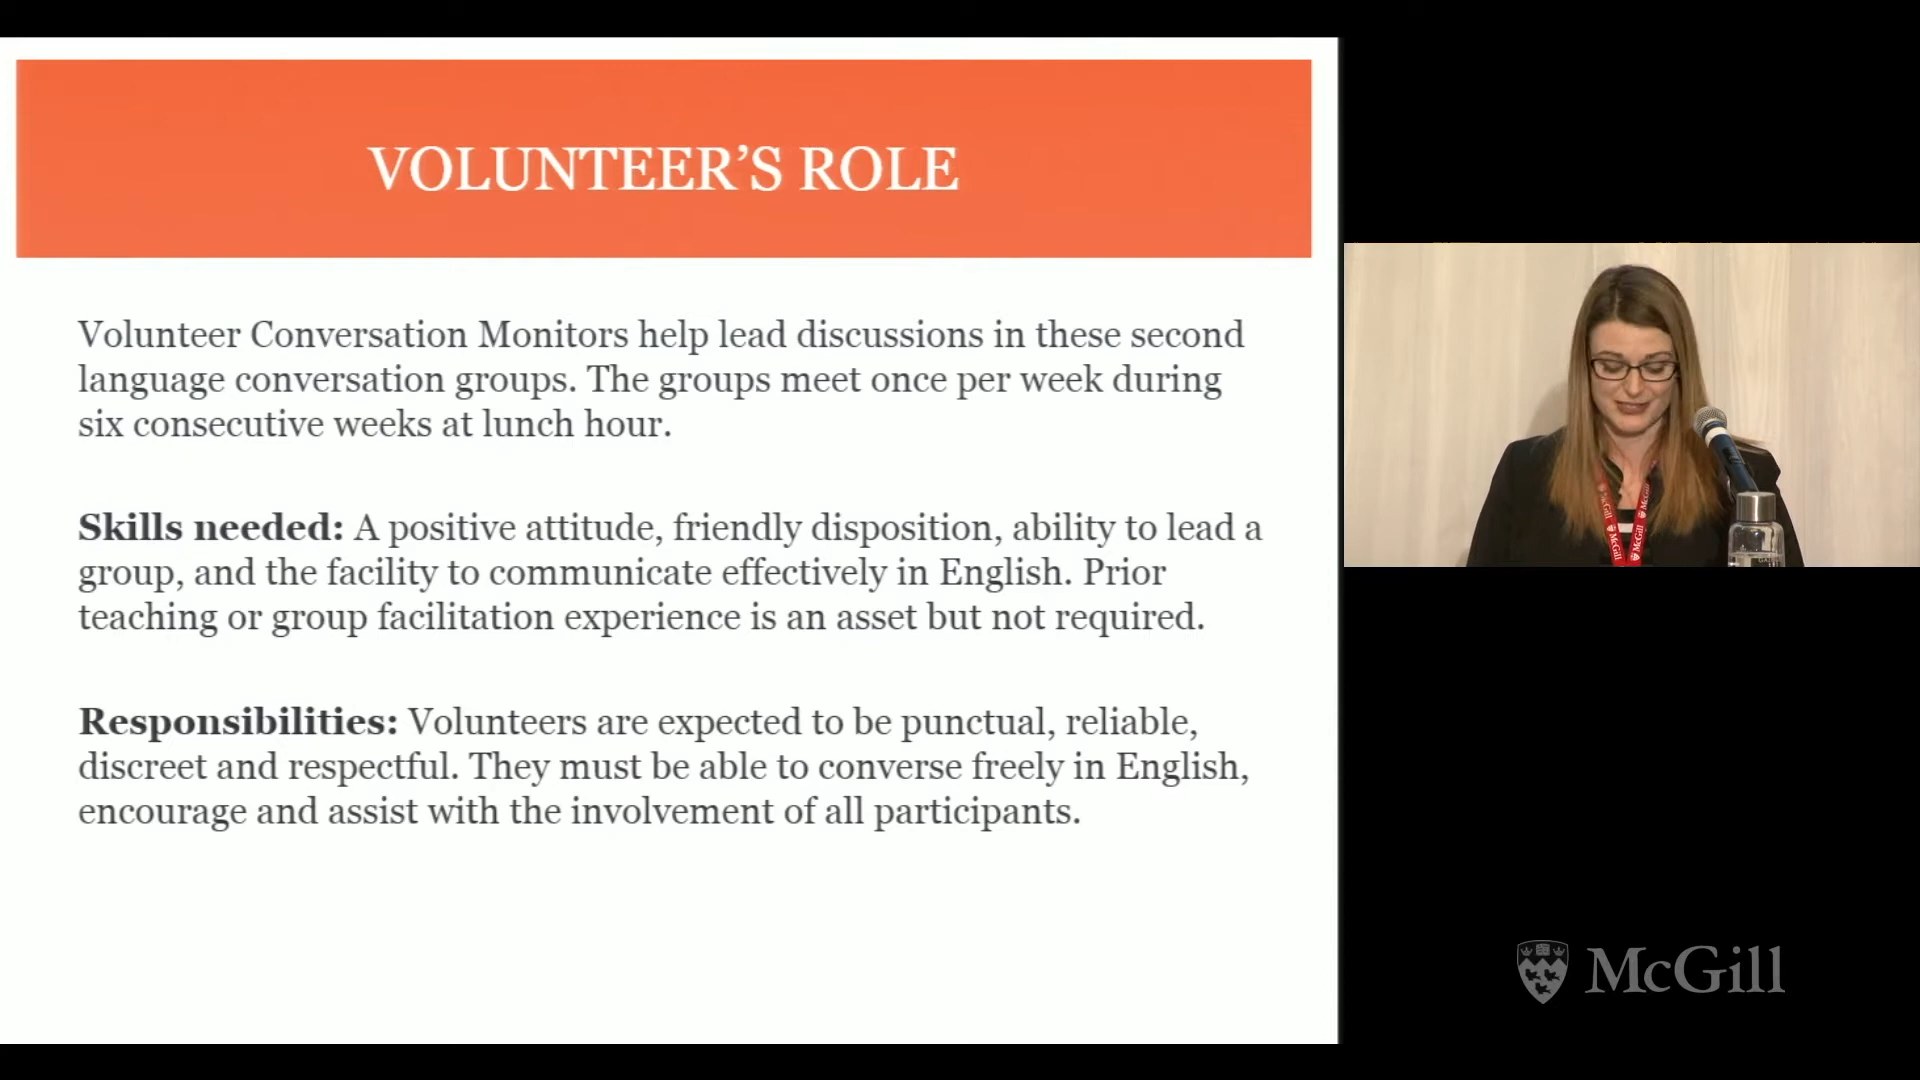 VOLUNTEER’S ROLE
Volunteer Conversation Monitors help lead discussions in these second
language conversation groups. The groups meet once per week during
six consecutive weeks at lunch hour.
Skills needed: A positive attitude, friendly disposition, ability to lead a
group, and the facility to communicate effectively in English. Prior
teaching or group facilitation experience is an asset but not required.
Responsibilities: Volunteers are expected to be punctual, reliable,
discreet and respectful. They must be able to converse freely in English,
encourage and assist with the involvement of all participants.
McGill
McGill
McGill